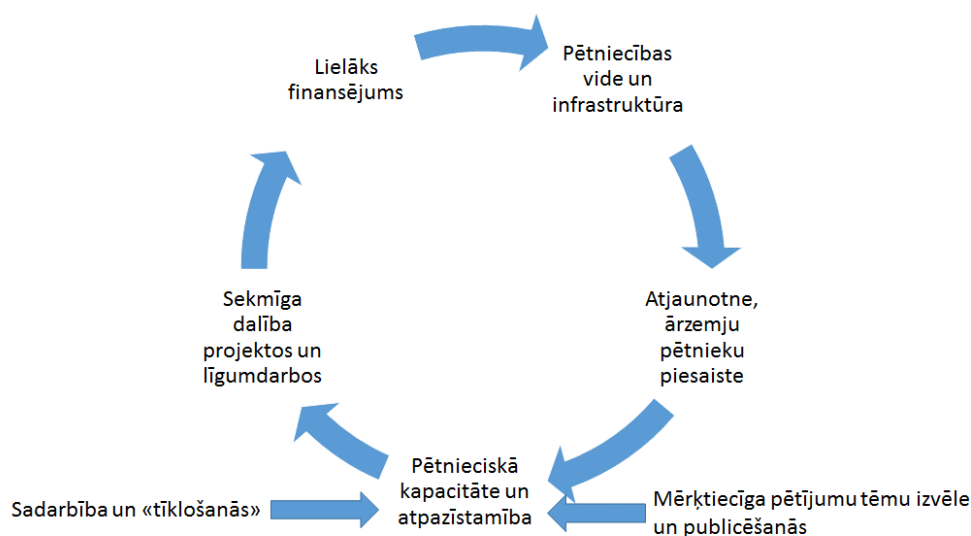 Lielāks
finansējums
Pētniecības
vide un
infrastruktūra
Atjaunotne,
ārzemju
pētnieku
piesaiste
Pētnieciskā
kapacitāte un
atpazīstamība
Sekmīga
dalība
projektos un
līgumdarbos
Sadarbība un «tīklošanās»
Mērķtiecīga pētījumu tēmu izvēle
un publicēšanās